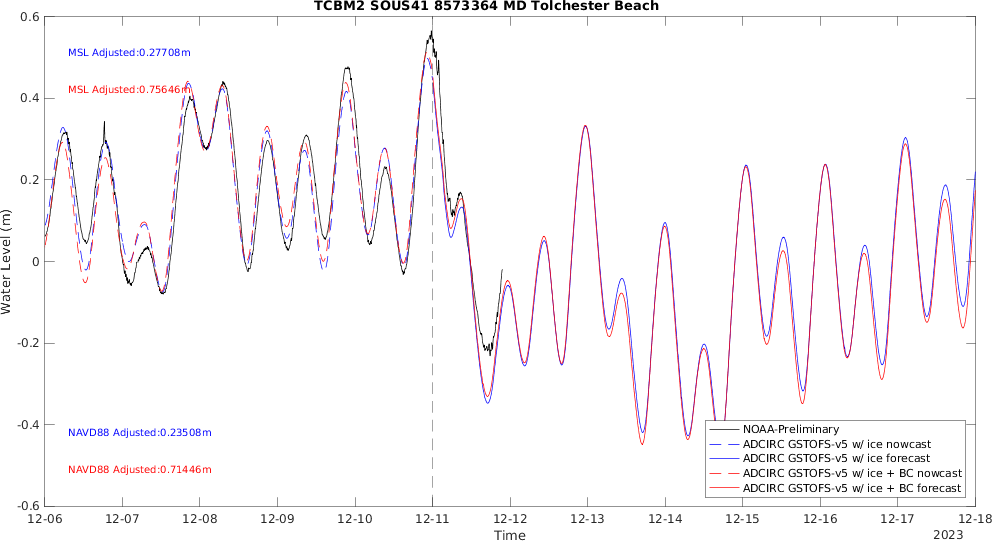 TCBM2 SOUS41 8573364 MD Tolchester Beach
MSL Adjusted:0.27708m
MSL Adjusted:0.75646m
NAVD88 Adjusted:0.23508m
NAVD88 Adjusted:0.71446m
Water Level (m)
0.6
0.4
0.2
0
-0.2
-0.4
-0.6
NOAA-Preliminary
ADCIRC GSTOFS-v5 w/ ice nowcast
ADCIRC GSTOFS-v5 w/ ice forecast
ADCIRC GSTOFS-v5 w/ ice + BC nowcast
ADCIRC GSTOFS-v5 w/ ice + BC forecast
12-06 12-07 12-08 12-09 12-10 12-11 12-12 12-13 12-14 12-15 12-16 12-17 12-18
Time
2023